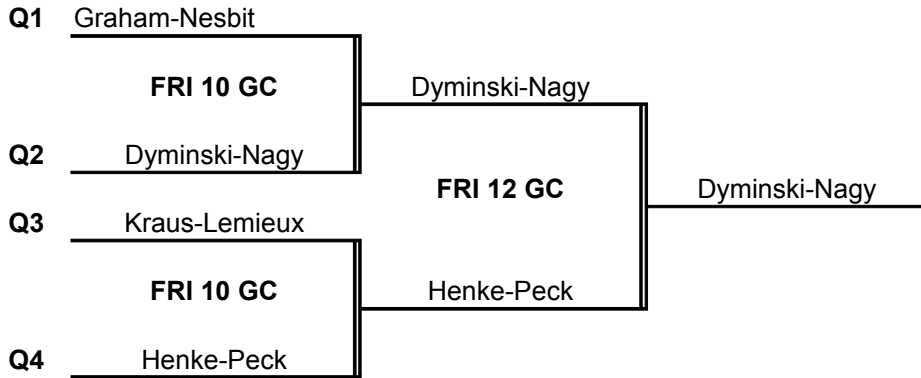 Q1 Graham-Nesbit
FRI 10 GC
Dyminski-Nagy
Q2 Dyminski-Nagy
FRI 12 GC
Dyminski-Nagy
Q3 Kraus-Lemieux
FRI 10 GC
Henke-Peck
Q4 Henke-Peck